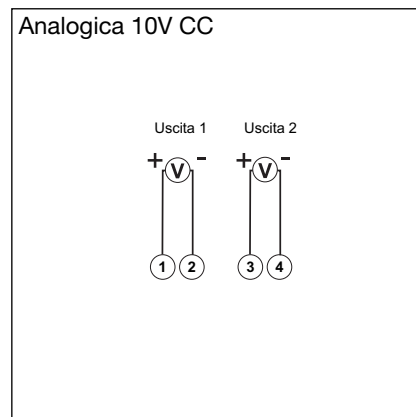 Analogica 10V CC
Uscita 1 Uscita 2
+ V - + V -
1 2 3 4